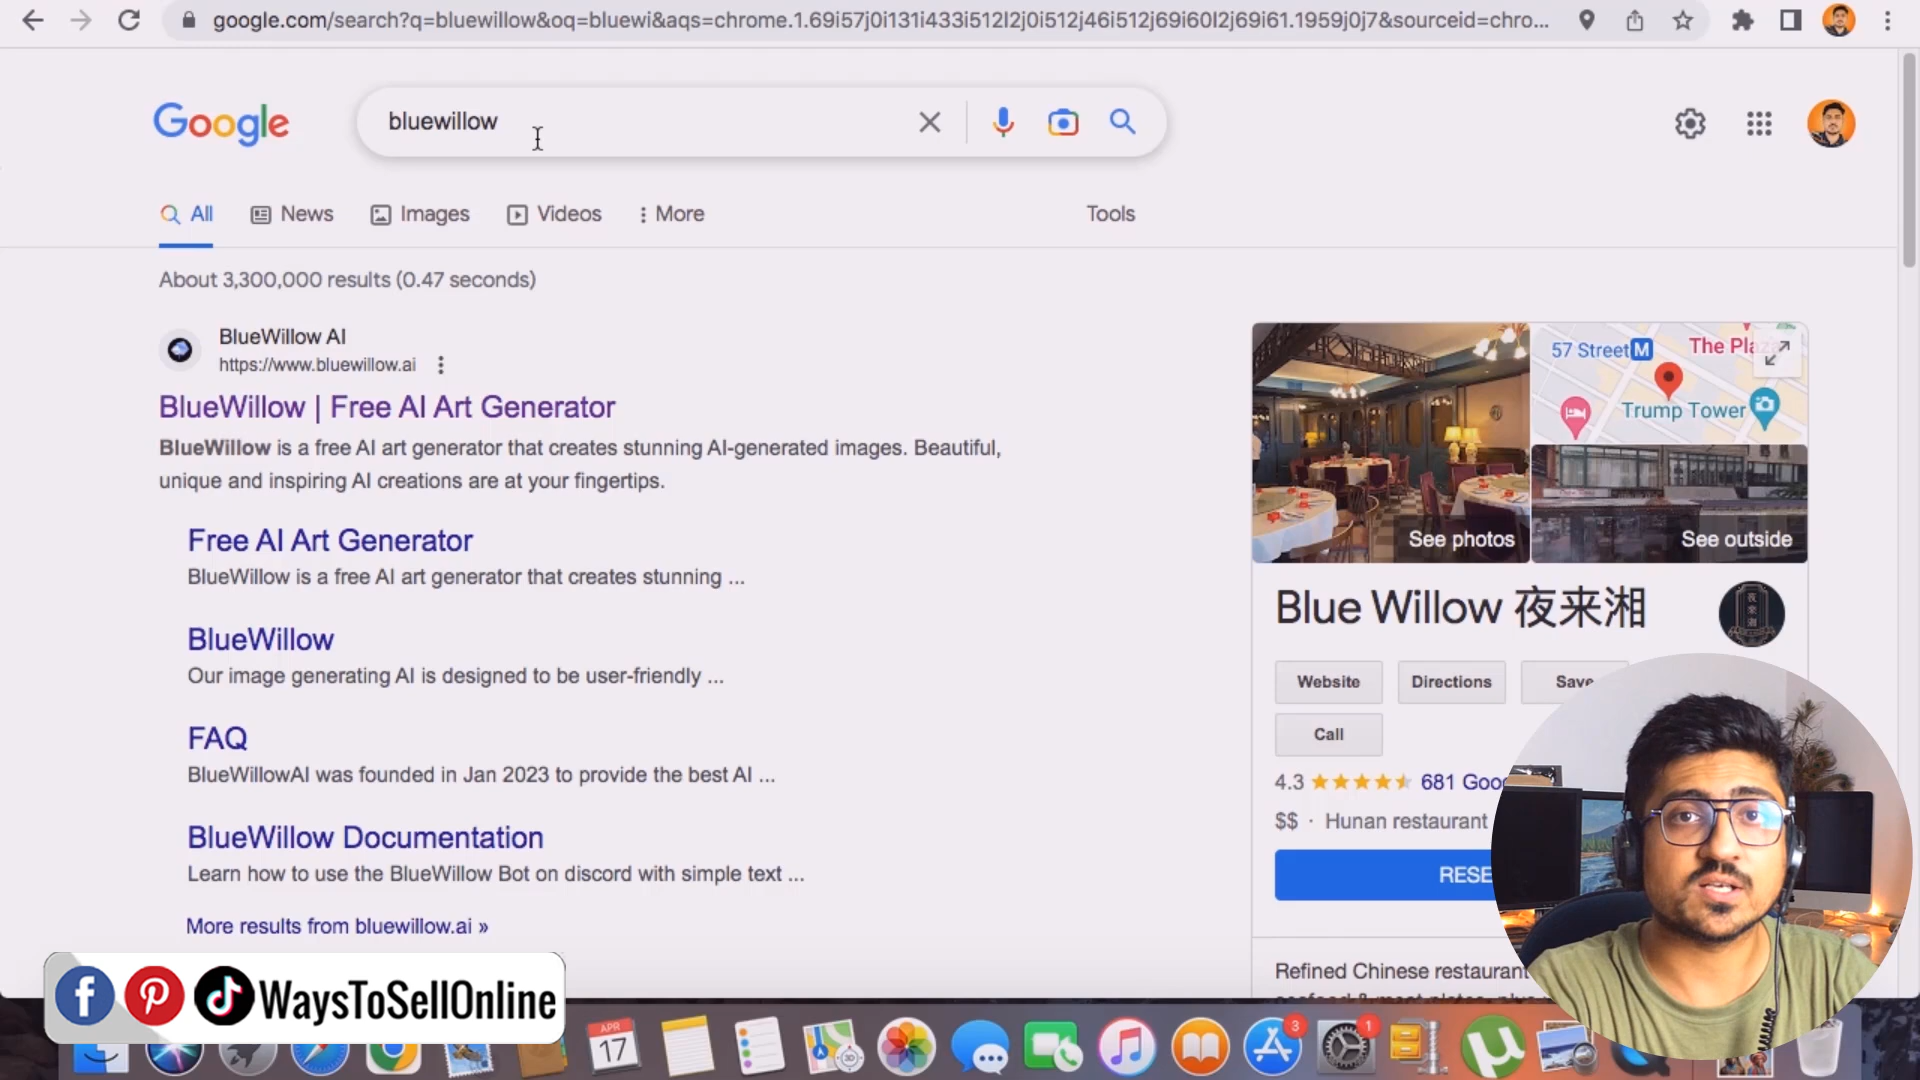 google.com/search?q=bluewillow&oq=bluewi&aqs=chrome.1.69i57j0i131i433i512l2j0i512j46i512j69i60l2j69i61.1959j0j7&sourceid=chro...
Google
bluewillow
All
News
Images
Videos
More
Tools
About 3,300,000 results (0.47 seconds)
BlueWillow AI
https://www.bluewillow.ai
BlueWillow | Free AI Art Generator
BlueWillow is a free AI art generator that creates stunning AI-generated images. Beautiful,
unique and inspiring AI creations are at your fingertips.
Free AI Art Generator
BlueWillow is a free AI art generator that creates stunning ...
BlueWillow
Our image generating AI is designed to be user-friendly ...
FAQ
BlueWillowAI was founded in Jan 2023 to provide the best AI ...
BlueWillow Documentation
Learn how to use the BlueWillow Bot on discord with simple text ...
More results from bluewillow.ai »
57 Street M
The Plaza
Trump Tower
See photos
See outside
Blue Willow 夜来湘
夜来湘
Website
Directions
Save
Call
4.3
681 Goo
$$ · Hunan restaurant
RESE
Refined Chinese restaurant
WaysToSellOnline
APR
17
3D
3
1